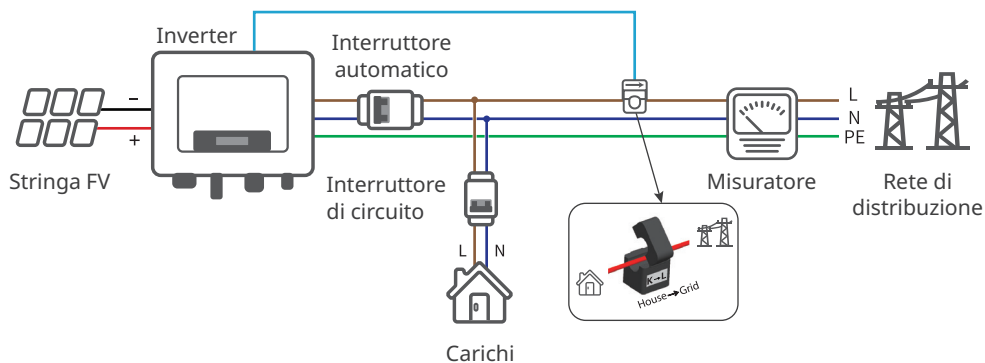 Inverter
Interruttore
automatico
–
+
L
N
PE
Stringa FV
Interruttore
di circuito
Misuratore
Rete di
distribuzione
L N
K→L
House→Grid
Carichi